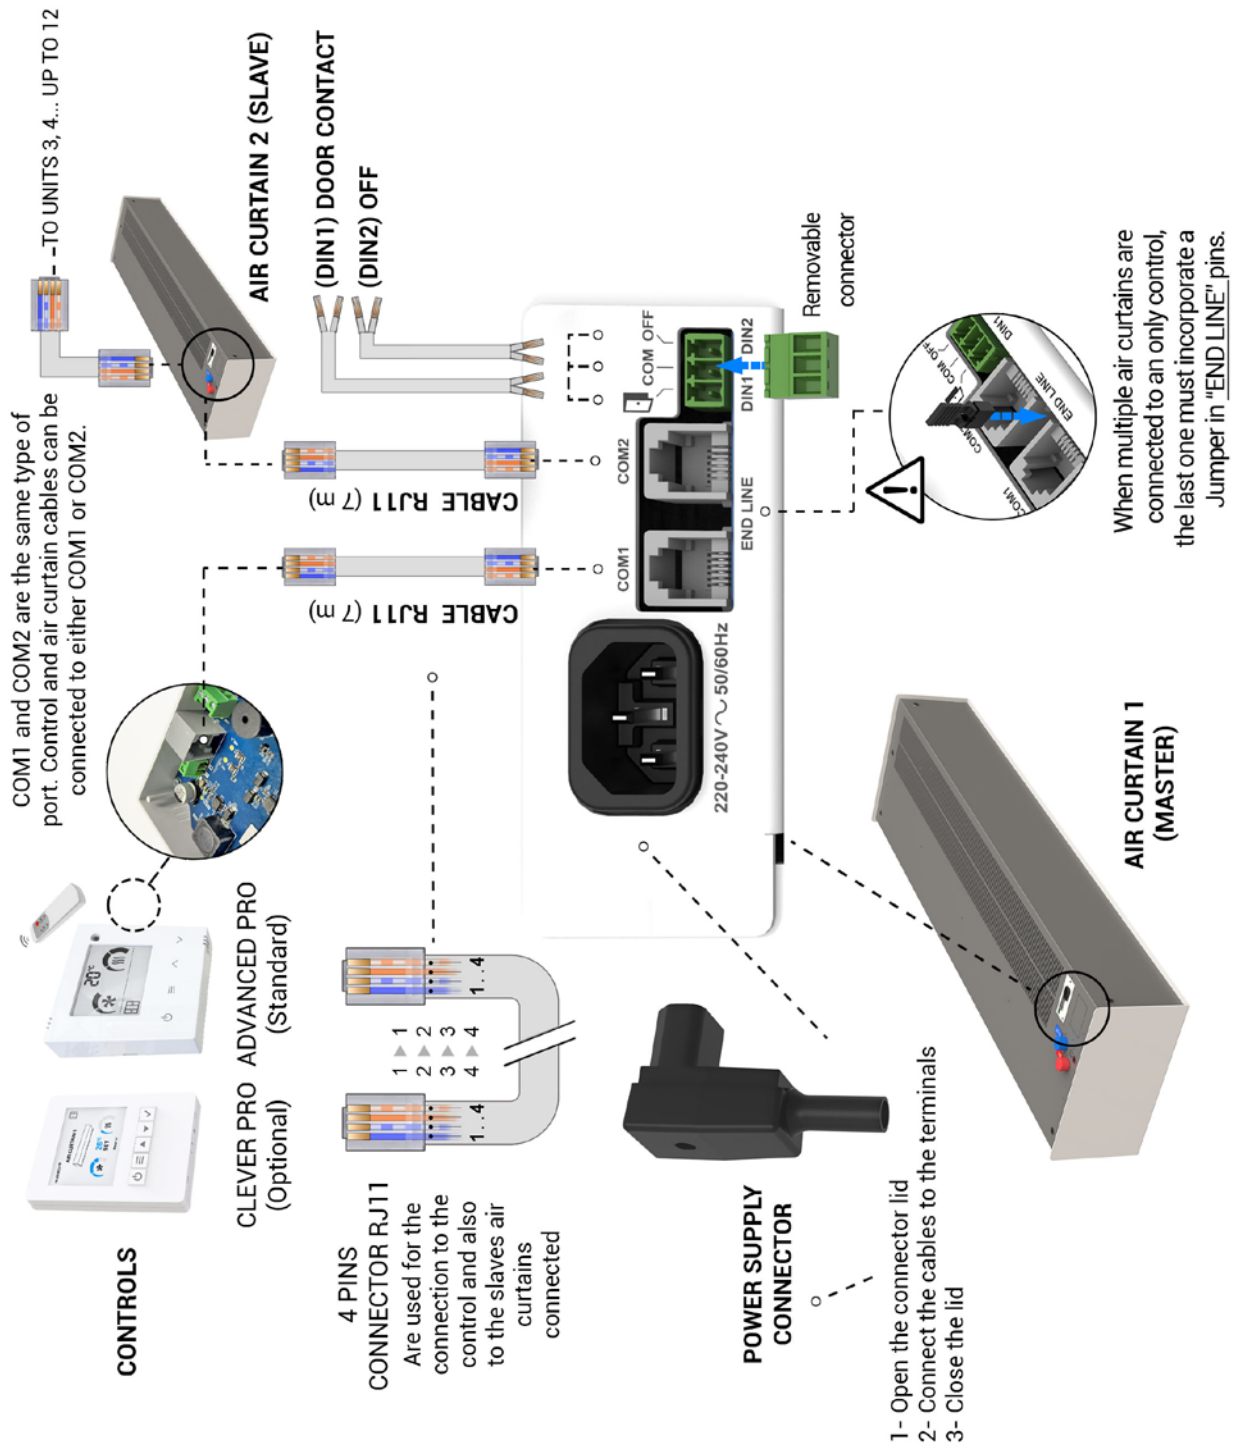 COM1 and COM2 are the same type of
port. Control and air curtain cables can be
connected to either COM1 or COM2.
TO UNITS 3, 4... UP TO 12
AIR CURTAIN 2 (SLAVE)
(DIN1) DOOR CONTACT
(DIN2) OFF
CABLE RJ11 (7 m)
CABLE RJ11 (7 m)
CONTROLS
CLEVER PRO
(Optional)
ADVANCED PRO
(Standard)
20°C
4 PINS
CONNECTOR RJ11
Are used for the
connection to the
control and also
to the slaves air
curtains
connected
1..4
1..4
1 1
2 2
3 3
4 4
COM1
COM2
COM OFF
DIN1 DIN2
END LINE
220-240V 50/60Hz
Removable
connector
POWER SUPPLY
CONNECTOR
1- Open the connector lid
2- Connect the cables to the terminals
3- Close the lid
AIR CURTAIN 1
(MASTER)
COM1
COM OFF
DIN1
END LINE
When multiple air curtains are
connected to an only control,
the last one must incorporate a
Jumper in "END LINE" pins.